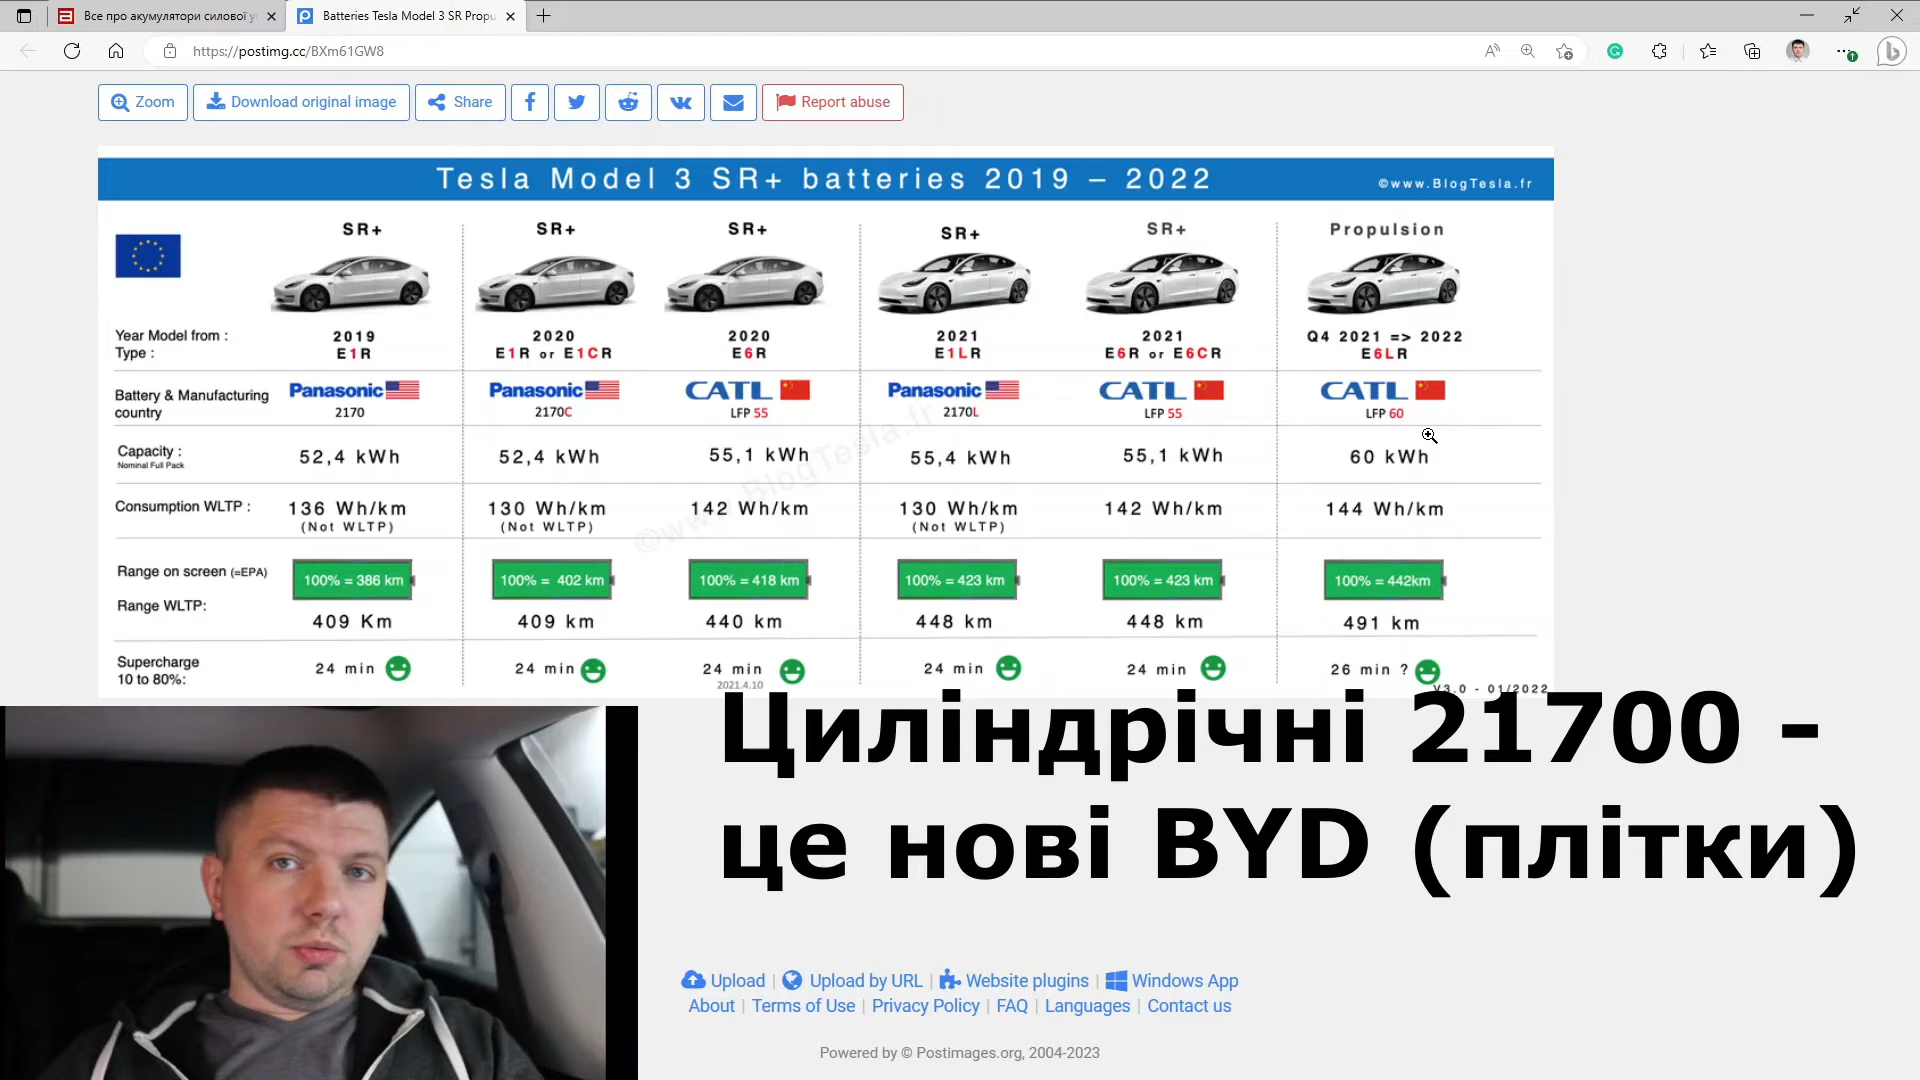 Все про акумулятори силової у
Batteries Tesla Model 3 SR Propu
https://postimg.cc/BXm61GW8
Zoom
Download original image
Share
Report abuse
Tesla Model 3 SR+ batteries 2019 – 2022
©www.BlogTesla.fr
SR+ SR+ SR+ SR+ SR+ Propulsion
Year Model from : 2019 2020 2020 2021 2021 Q4 2021 => 2022
Type : E1R E1R or E1CR E6R E1LR E6R or E6CR E6LR
Battery & Manufacturing country
Panasonic Panasonic CATL Panasonic CATL CATL
2170 2170C LFP 55 2170L LFP 55 LFP 60
Capacity : 52,4 kWh 52,4 kWh 55,1 kWh 55,4 kWh 55,1 kWh 60 kWh
Nominal Full Pack
©www.BlogTesla.fr
Consumption WLTP : 136 Wh/km 130 Wh/km 142 Wh/km 130 Wh/km 142 Wh/km 144 Wh/km
(Not WLTP) (Not WLTP) (Not WLTP)
Range on screen (=EPA) 100% = 386 km 100% = 402 km 100% = 418 km 100% = 423 km 100% = 423 km 100% = 442km
Range WLTP: 409 Km 409 km 440 km 448 km 448 km 491 km
Supercharge 10 to 80%: 24 min 24 min 24 min 24 min 24 min 26 min ?
2021.4.10
V3.0 - 01/2022
Циліндрічні 21700 -
це нові BYD (плітки)
Upload | Upload by URL | Website plugins | Windows App
About | Terms of Use | Privacy Policy | FAQ | Languages | Contact us
Powered by © Postimages.org, 2004-2023